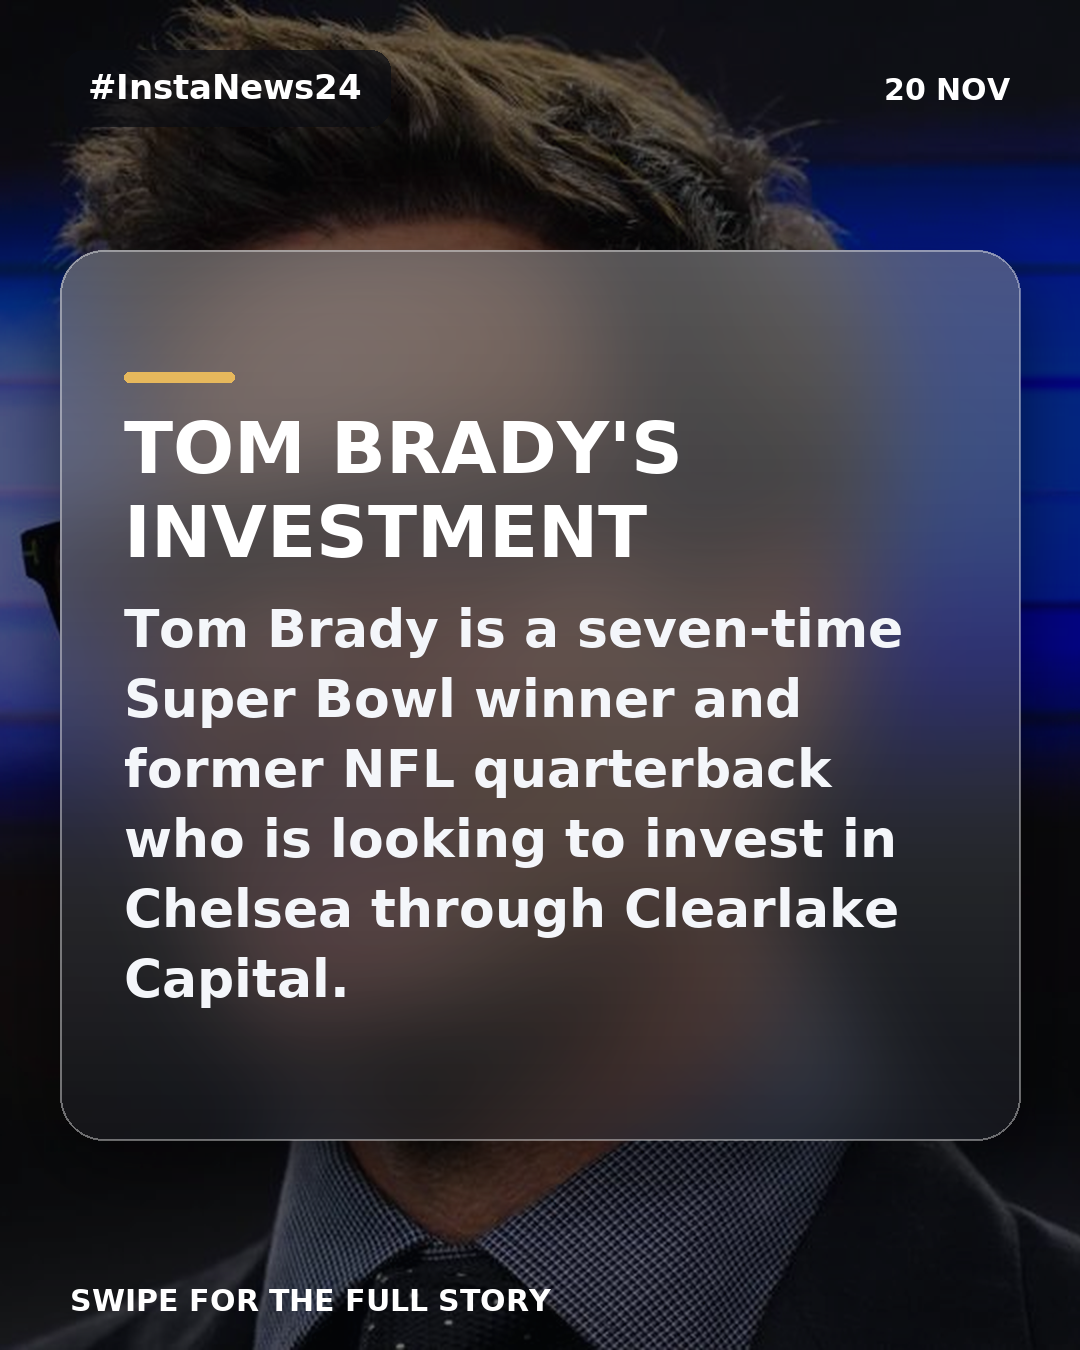 #InstaNews24
20 NOV
TOM BRADY'S
INVESTMENT
Tom Brady is a seven-time
Super Bowl winner and
former NFL quarterback
who is looking to invest in
Chelsea through Clearlake
Capital.
SWIPE FOR THE FULL STORY